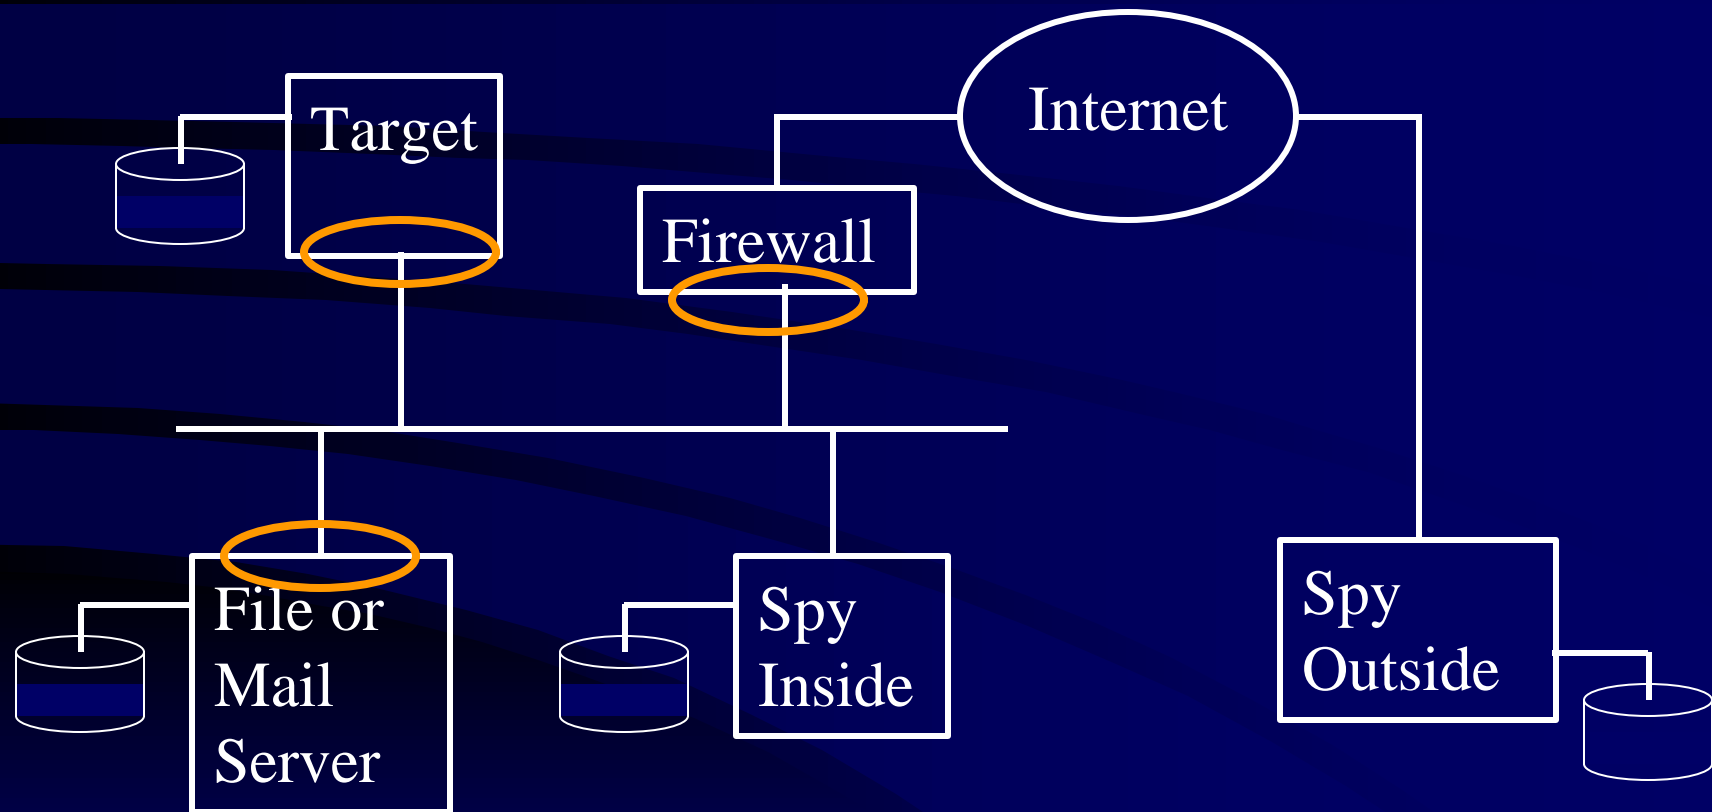 Target
Internet
Firewall
File or
Mail
Server
Spy
Inside
Spy
Outside